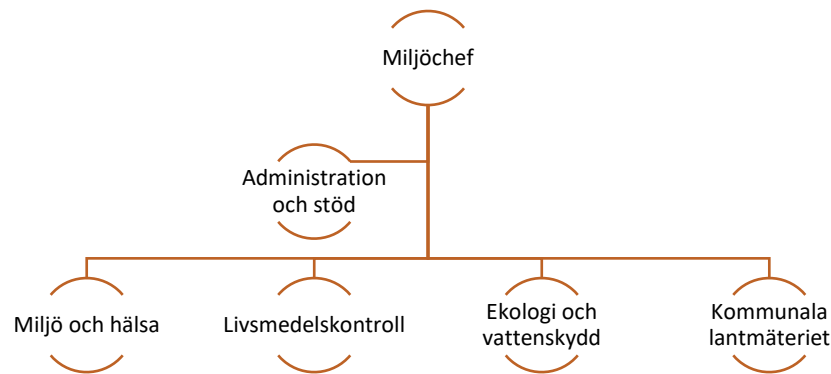 Miljöchef
Administration
och stöd
Miljö och hälsa
Livsmedelskontroll
Ekologi och
vattenskydd
Kommunala
lantmäteriet